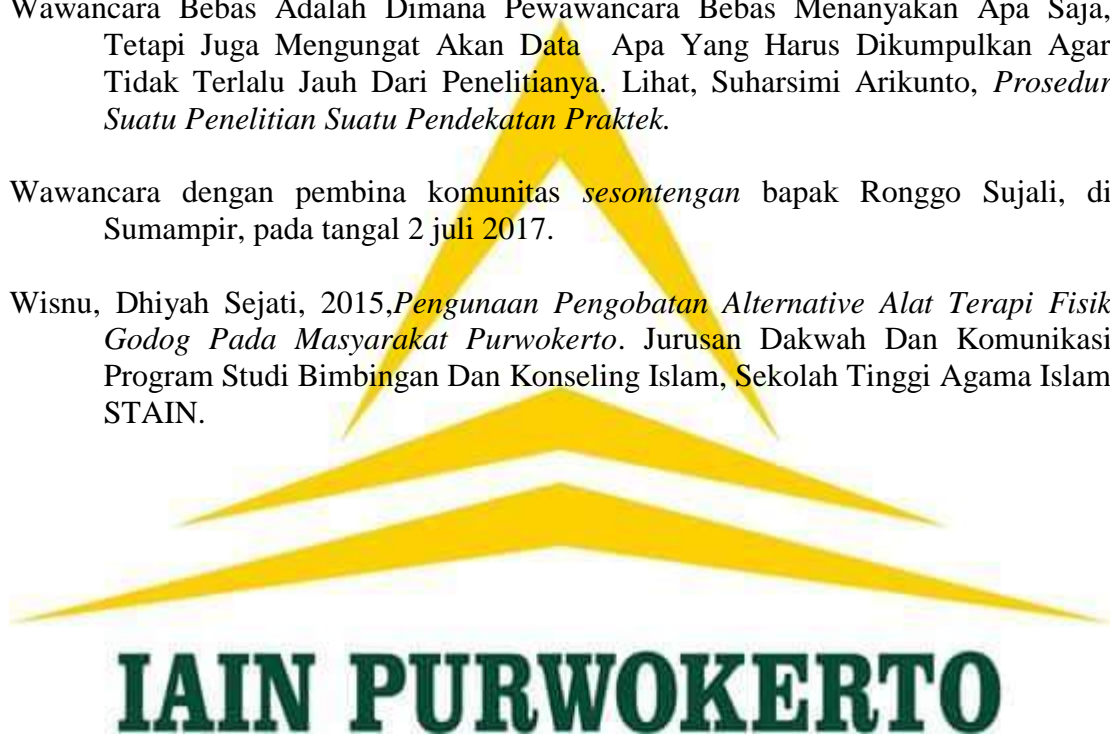 Wawancara Bebas Adalah Dimana Pewawancara Bebas Menanyakan Apa Saja,
Tetapi Juga Mengungat Akan Data Apa Yang Harus Dikumpulkan Agar
Tidak Terlalu Jauh Dari Penelitianya. Lihat, Suharsimi Arikunto, Prosedur
Suatu Penelitian Suatu Pendekatan Praktek.
Wawancara dengan pembina komunitas sesontengan bapak Ronggo Sujali, di
Sumampir, pada tangal 2 juli 2017.
Wisnu, Dhiyah Sejati, 2015,Pengunaan Pengobatan Alternative Alat Terapi Fisik
Godog Pada Masyarakat Purwokerto. Jurusan Dakwah Dan Komunikasi
Program Studi Bimbingan Dan Konseling Islam, Sekolah Tinggi Agama Islam
STAIN.
IAIN PURWOKERTO